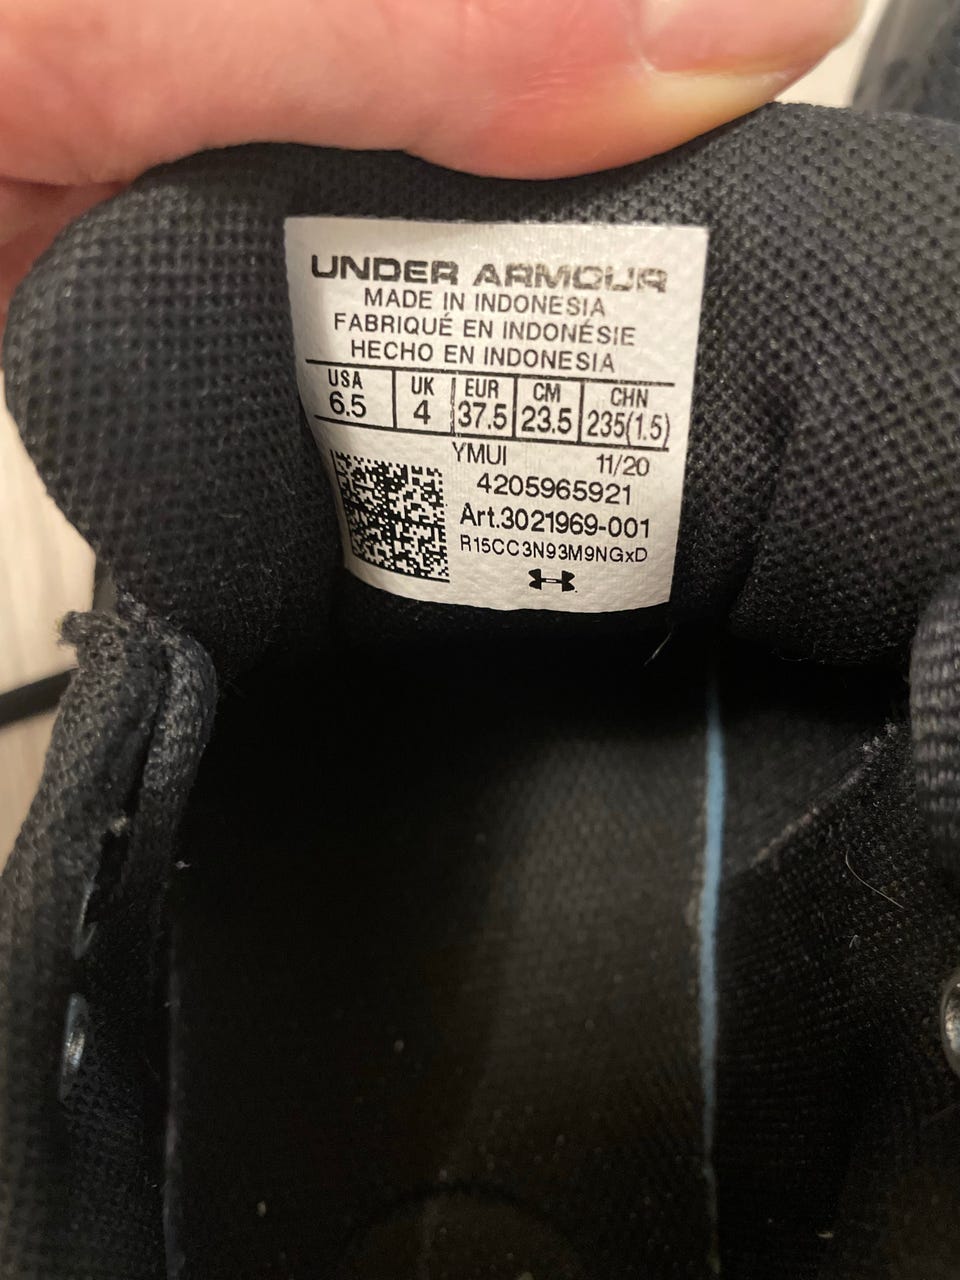 UNDER ARMOUR
MADE IN INDONESIA
FABRIQUÉ EN INDONÉSIE
HECHO EN INDONESIA
USA UK EUR CM CHN
6.5 4 37.5 23.5 235(1.5)
YMUI 11/20
4205965921
Art.3021969-001
R15CC3N93M9NGxD